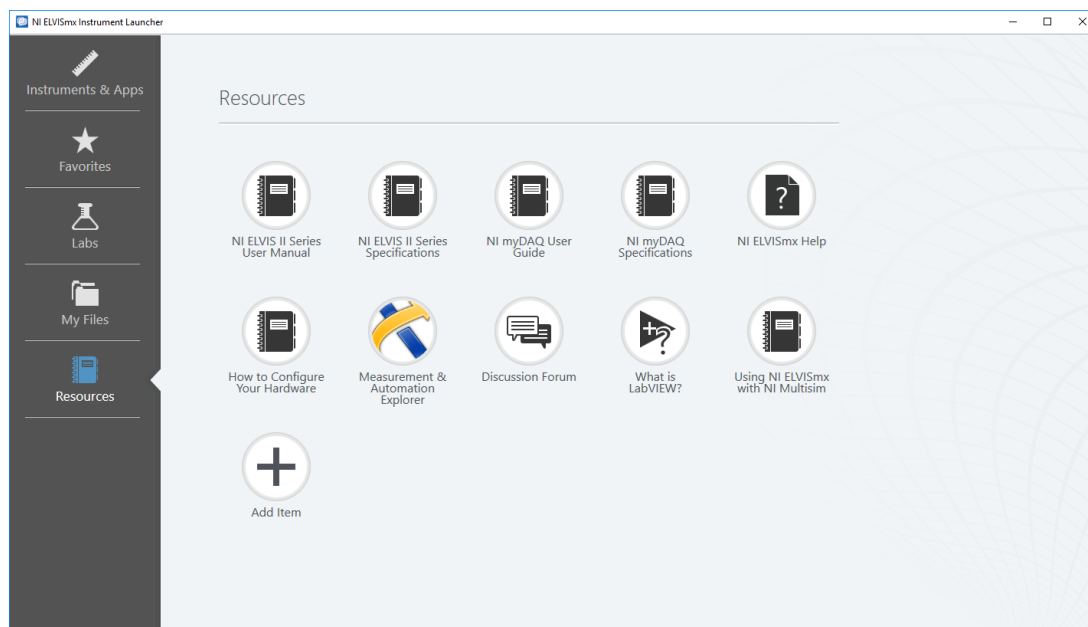 NI ELVISmx Instrument Launcher
Instruments & Apps
Favorites
Labs
My Files
Resources
Resources
NI ELVIS II Series
User Manual
NI ELVIS II Series
Specifications
NI myDAQ User
Guide
NI myDAQ
Specifications
NI ELVISmx Help
How to Configure
Your Hardware
Measurement &
Automation
Explorer
Discussion Forum
What is
LabVIEW?
Using NI ELVISmx
with NI Multisim
Add Item